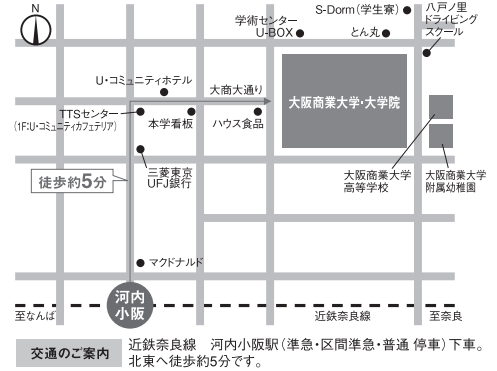 N
S-Dorm（学生寮）
八戸ノ里
ドライビング
スクール
学術センター
U-BOX
とん丸
U・コミュニティホテル
大商大通り
大阪商業大学・大学院
TTSセンター
（1F：U・コミュニティカフェテリア）
本学看板
ハウス食品
三菱東京
UFJ銀行
大阪商業大学
高等学校
大阪商業大学
附属幼稚園
徒歩約5分
マクドナルド
河内
小阪
至なんば
近鉄奈良線
至奈良
交通のご案内
近鉄奈良線　河内小阪駅（準急・区間準急・普通 停車）下車。
北東へ徒歩約5分です。